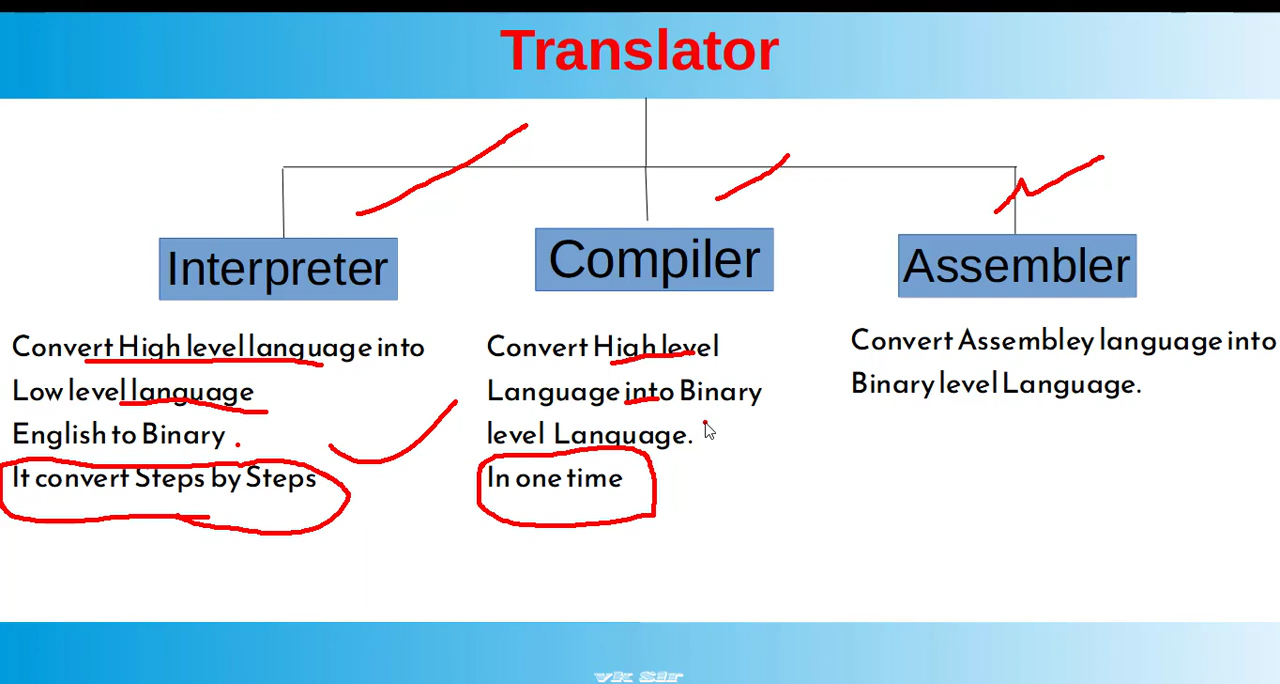 Translator
Interpreter
Compiler
Assembler
Convert High level language into
Low level language
English to Binary
It convert Steps by Steps
Convert High level
Language into Binary
level Language.
In one time
Convert Assembley language into
Binary level Language.
vk Sir